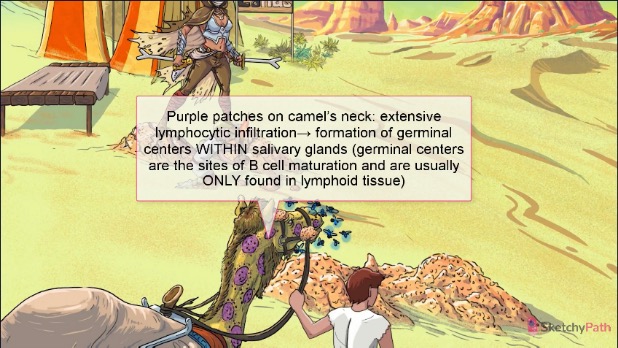 Purple patches on camel's neck: extensive
lymphocytic infiltration→ formation of germinal
centers WITHIN salivary glands (germinal centers
are the sites of B cell maturation and are usually
ONLY found in lymphoid tissue)
SketchyPath